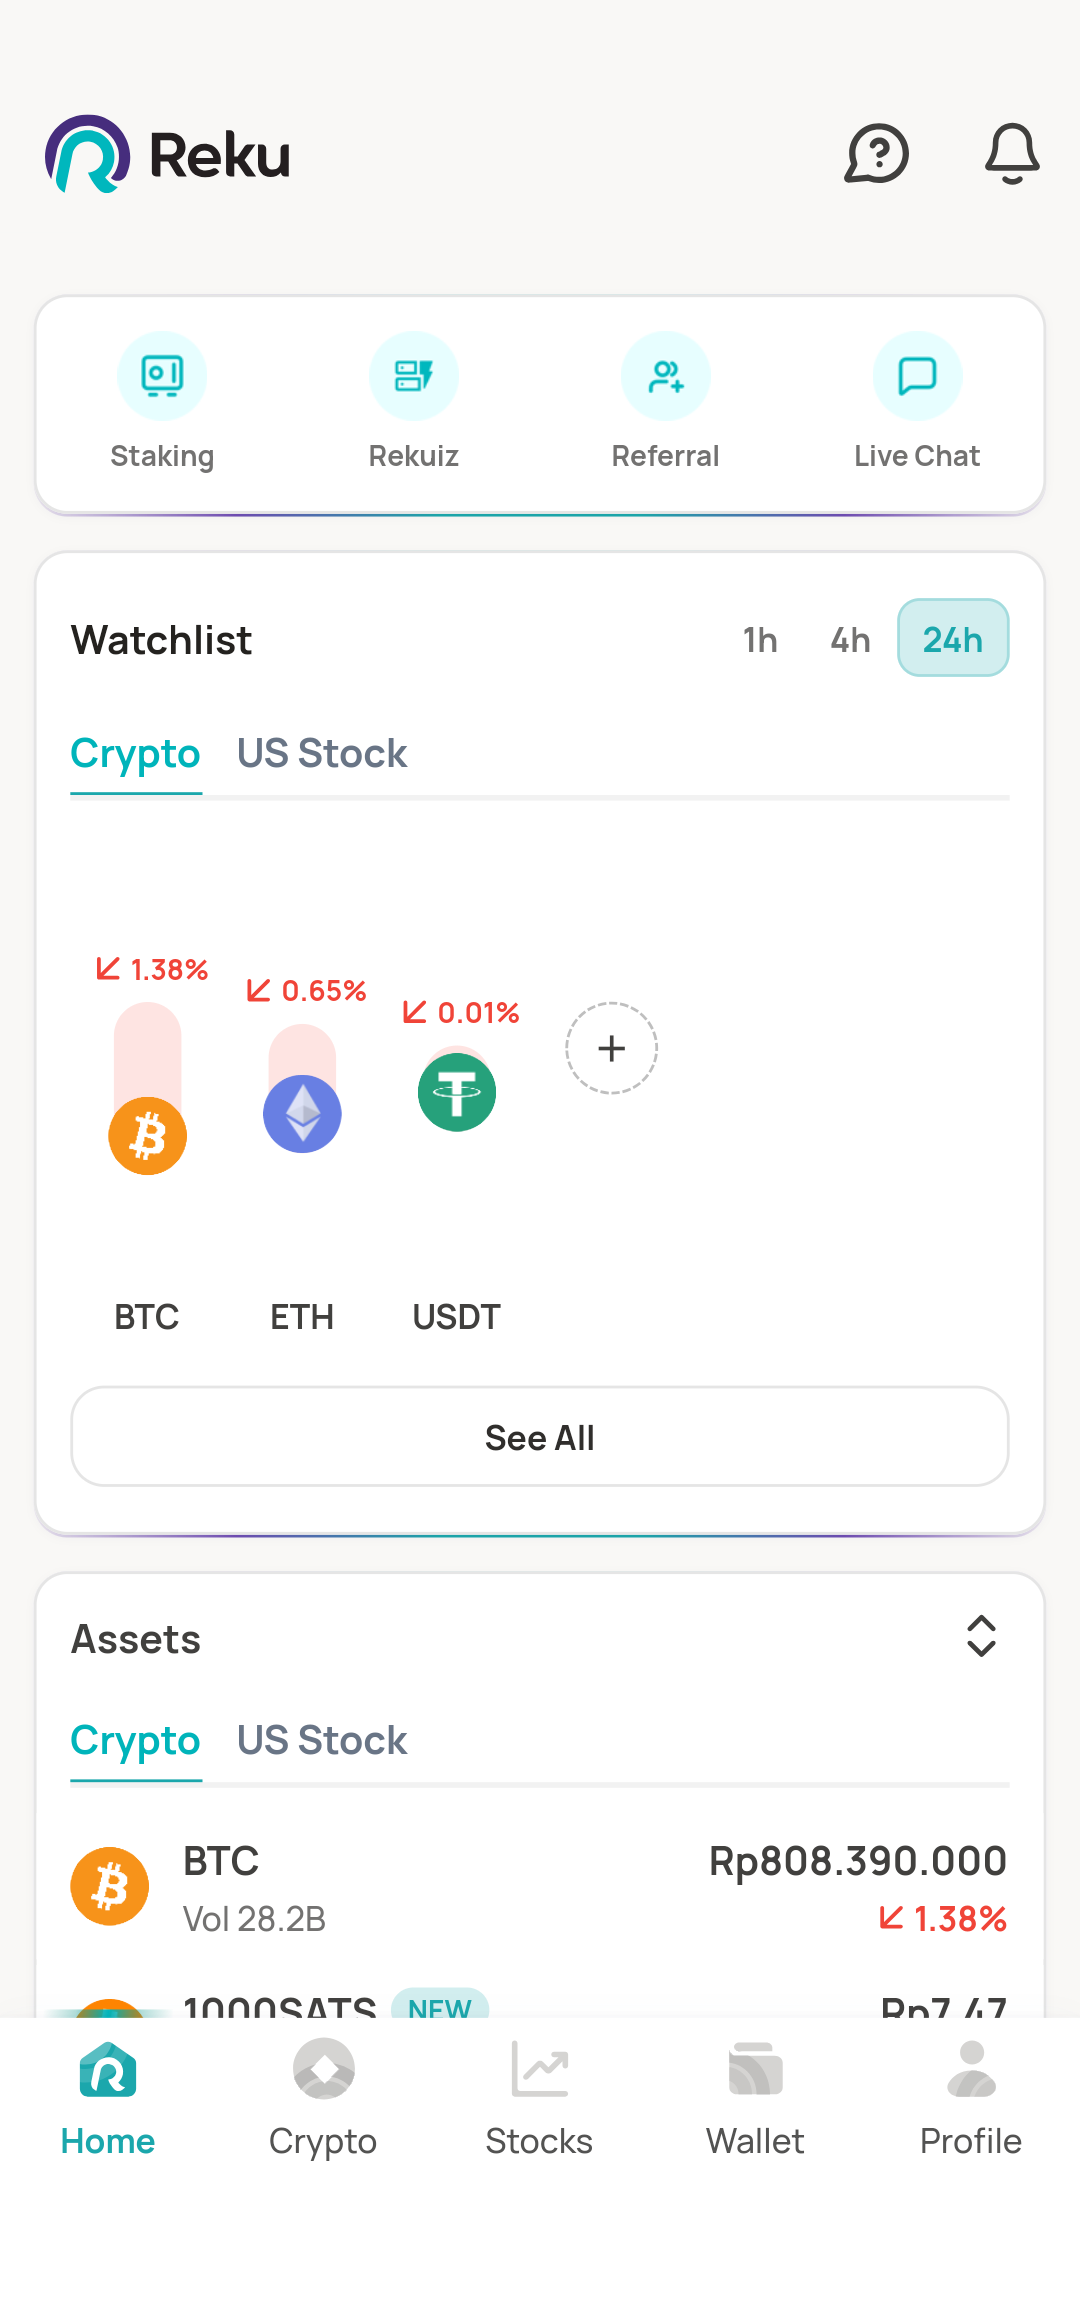 Reku
Staking
Rekuiz
Referral
Live Chat
Watchlist
1h
4h
24h
Crypto
US Stock
1.38%
0.65%
0.01%
BTC
ETH
USDT
See All
Assets
Crypto
US Stock
BTC
Rp808.390.000
Vol 28.2B
1.38%
1000SATS
NEW
Rp7.47
Home
Crypto
Stocks
Wallet
Profile